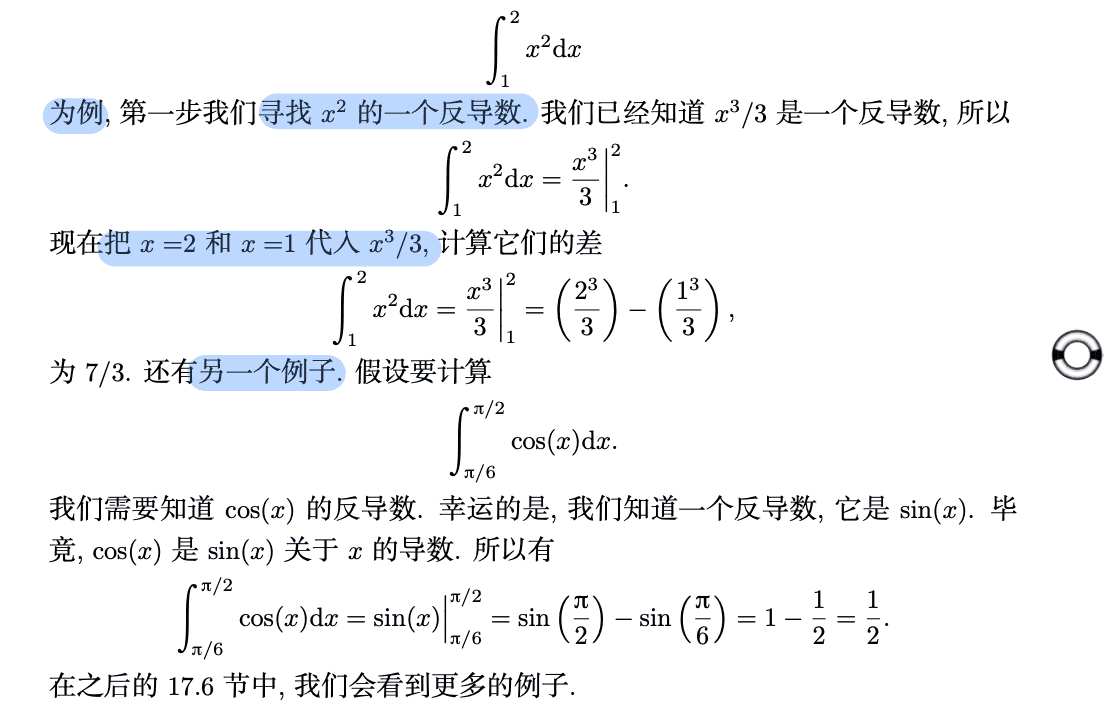 $$\int_1^2 x^2 \mathrm{d}x$$
为例, 第一步我们寻找 $x^2$ 的一个反导数. 我们已经知道 $x^3/3$ 是一个反导数, 所以
$$\int_1^2 x^2 \mathrm{d}x = \left.\frac{x^3}{3}\right|_1^2.$$
现在把 $x=2$ 和 $x=1$ 代入 $x^3/3$, 计算它们的差
$$\int_1^2 x^2 \mathrm{d}x = \left.\frac{x^3}{3}\right|_1^2 = \left(\frac{2^3}{3}\right) - \left(\frac{1^3}{3}\right),$$
为 7/3. 还有另一个例子. 假设要计算
$$\int_{\pi/6}^{\pi/2} \cos(x)\mathrm{d}x.$$
我们需要知道 $\cos(x)$ 的反导数. 幸运的是, 我们知道一个反导数, 它是 $\sin(x)$. 毕
竟, $\cos(x)$ 是 $\sin(x)$ 关于 $x$ 的导数. 所以有
$$\int_{\pi/6}^{\pi/2} \cos(x)\mathrm{d}x = \sin(x)\Big|_{\pi/6}^{\pi/2} = \sin\left(\frac{\pi}{2}\right) - \sin\left(\frac{\pi}{6}\right) = 1 - \frac{1}{2} = \frac{1}{2}.$$
在之后的 17.6 节中, 我们会看到更多的例子.